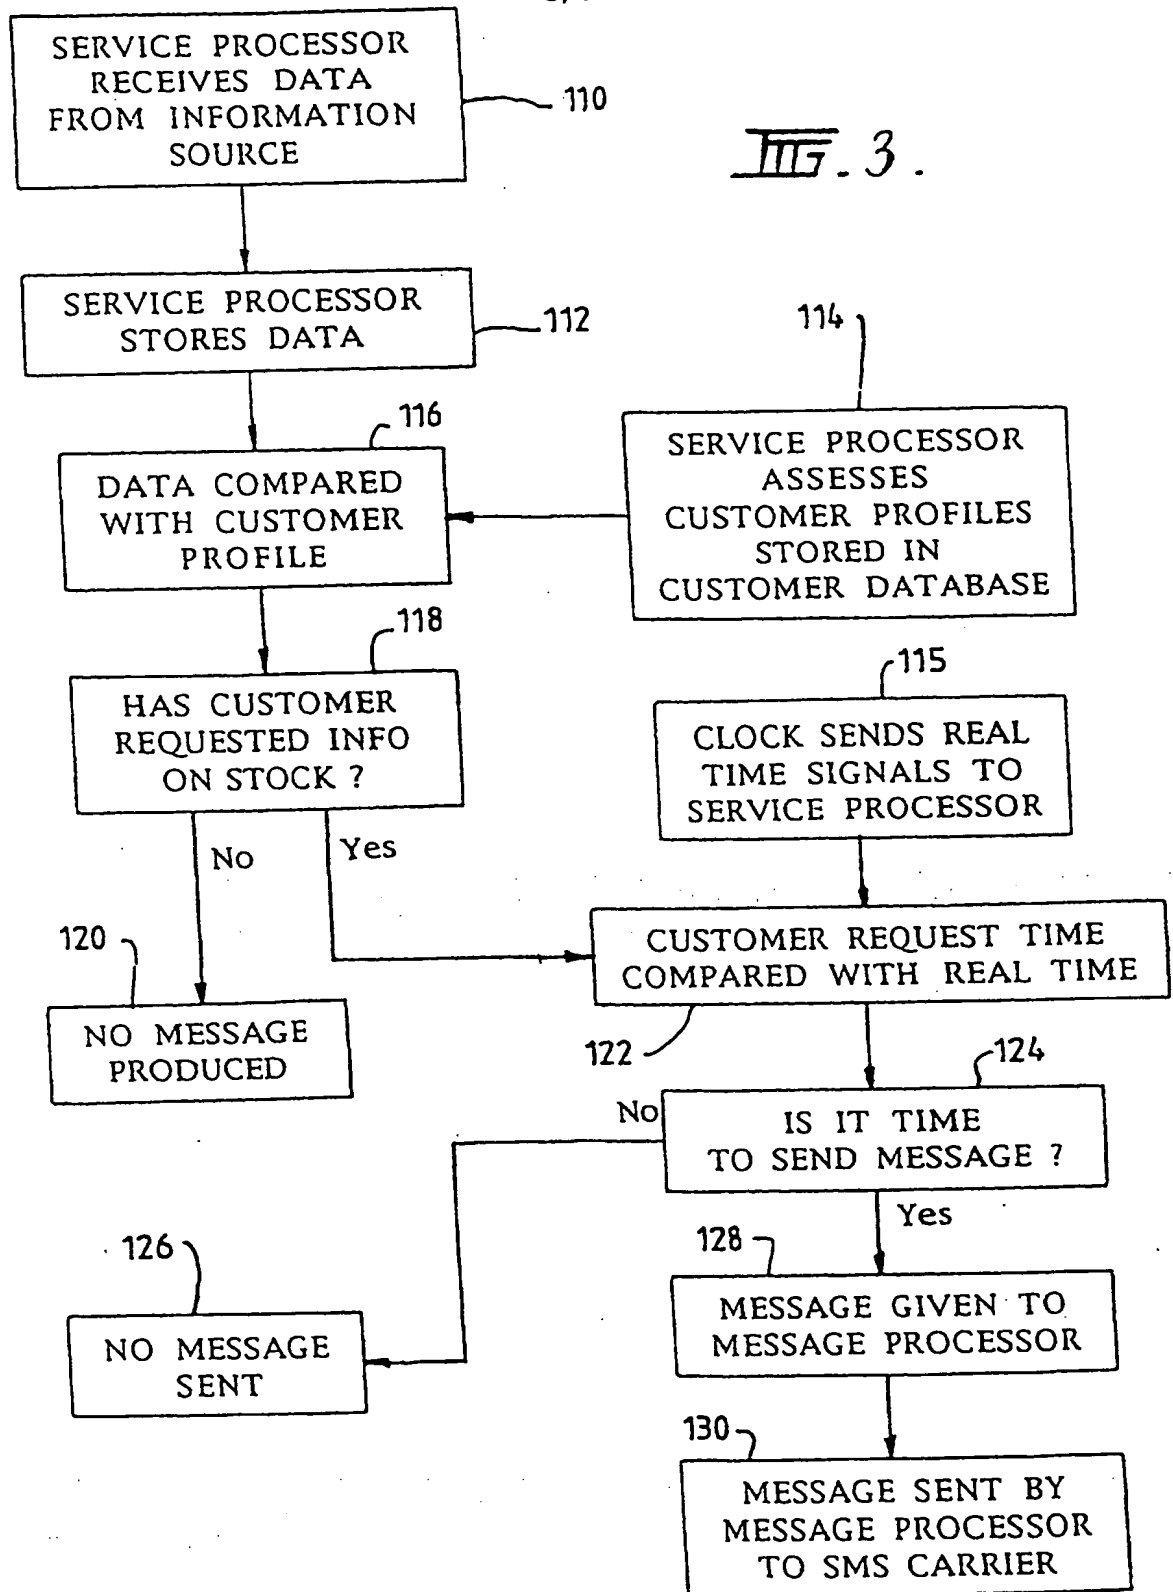 SERVICE PROCESSOR
RECEIVES DATA
FROM INFORMATION
SOURCE
110
FIG. 3.
SERVICE PROCESSOR
STORES DATA
112
114
116
DATA COMPARED
WITH CUSTOMER
PROFILE
SERVICE PROCESSOR
ASSESSES
CUSTOMER PROFILES
STORED IN
CUSTOMER DATABASE
118
HAS CUSTOMER
REQUESTED INFO
ON STOCK ?
115
CLOCK SENDS REAL
TIME SIGNALS TO
SERVICE PROCESSOR
No
Yes
120
NO MESSAGE
PRODUCED
CUSTOMER REQUEST TIME
COMPARED WITH REAL TIME
122
124
No
IS IT TIME
TO SEND MESSAGE ?
Yes
126
NO MESSAGE
SENT
128
MESSAGE GIVEN TO
MESSAGE PROCESSOR
130
MESSAGE SENT BY
MESSAGE PROCESSOR
TO SMS CARRIER